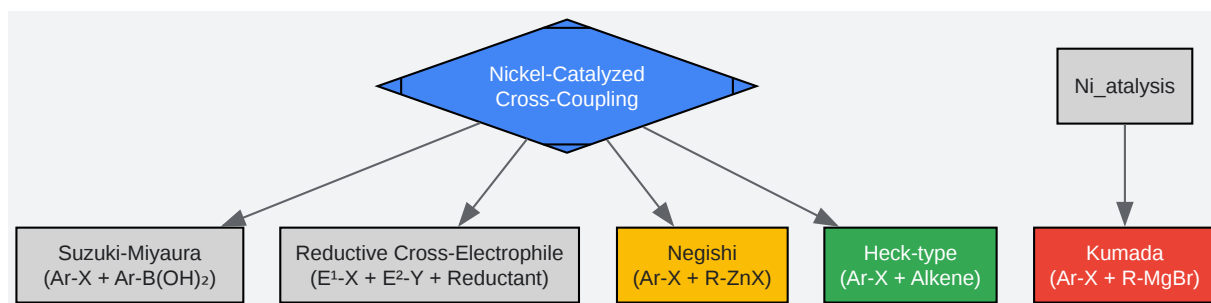 Nickel-Catalyzed
Cross-Coupling
Ni_atalysis
Suzuki-Miyaura
(Ar-X + Ar-B(OH)₂)
Reductive Cross-Electrophile
(E¹-X + E²-Y + Reductant)
Negishi
(Ar-X + R-ZnX)
Heck-type
(Ar-X + Alkene)
Kumada
(Ar-X + R-MgBr)